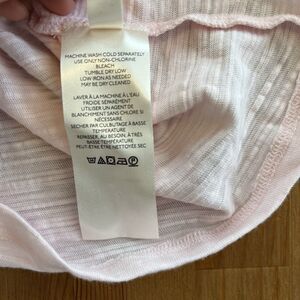 MACHINE WASH COLD SEPARATELY
USE ONLY NON-CHLORINE
BLEACH
TUMBLE DRY LOW
LOW IRON AS NEEDED
MAY BE DRY CLEANED
LAVER À LA MACHINE À L'EAU
FROIDE SÉPARÉMENT
UTILISER UN AGENT DE
BLANCHIMENT SANS CHLORE SI
NÉCESSAIRE
SÉCHER PAR CULBUTAGE À BASSE
TEMPÉRATURE
REPASSER, AU BESOIN, À TRÈS
BASSE TEMPÉRATURE
PEUT-ÊTRE ÊTRE NETTOYÉE SEC